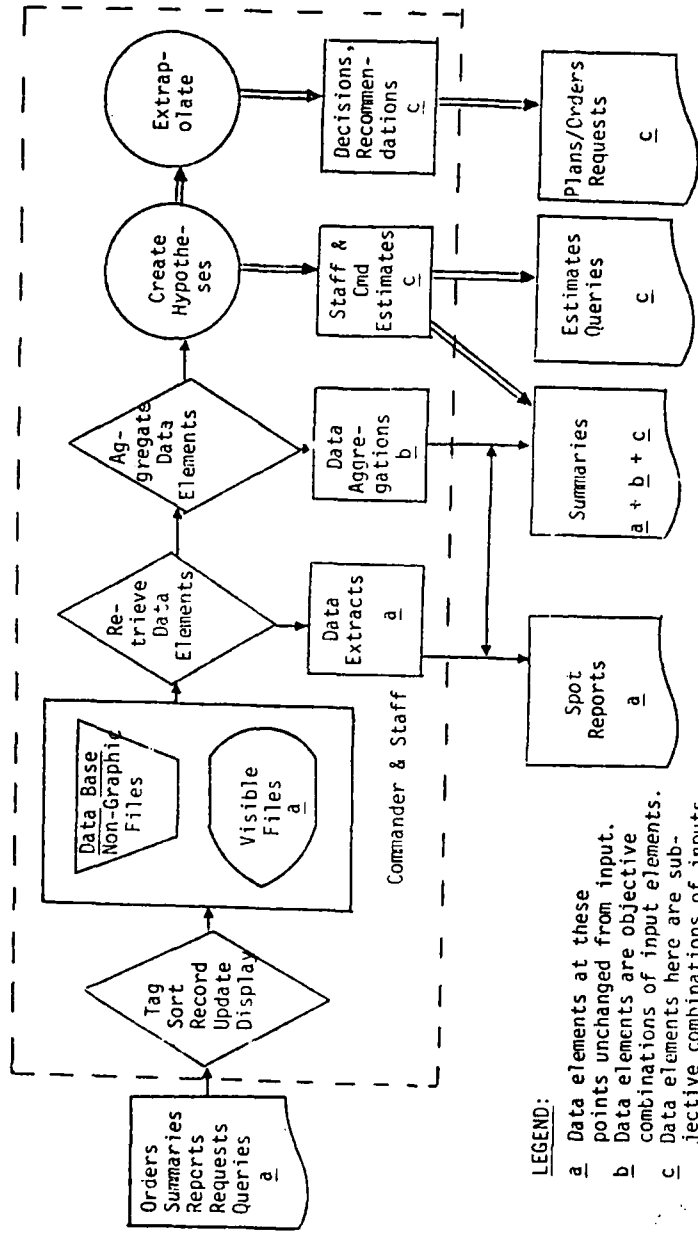 Orders
Summaries
Reports
Requests
Queries
a
Tag
Sort
Record
Update
Display
Data Base
Non-Graphic
Files
Visible
Files
a
Re-
trieve
Data
Elements
Ag-
gregate
Data
Elements
Create
Hypothe-
ses
Extrap-
olate
Data
Extracts
a
Data
Aggre-
gations
b
Staff &
Cmd
Estimates
c
Decisions,
Recommen-
dations
c
Commander & Staff
Spot
Reports
a
Summaries
a + b + c
Estimates
Queries
c
Plans/Orders
Requests
c
LEGEND:
a Data elements at these
points unchanged from input.
b Data elements are objective
combinations of input elements.
c Data elements here are sub-
jective combinations of inputs